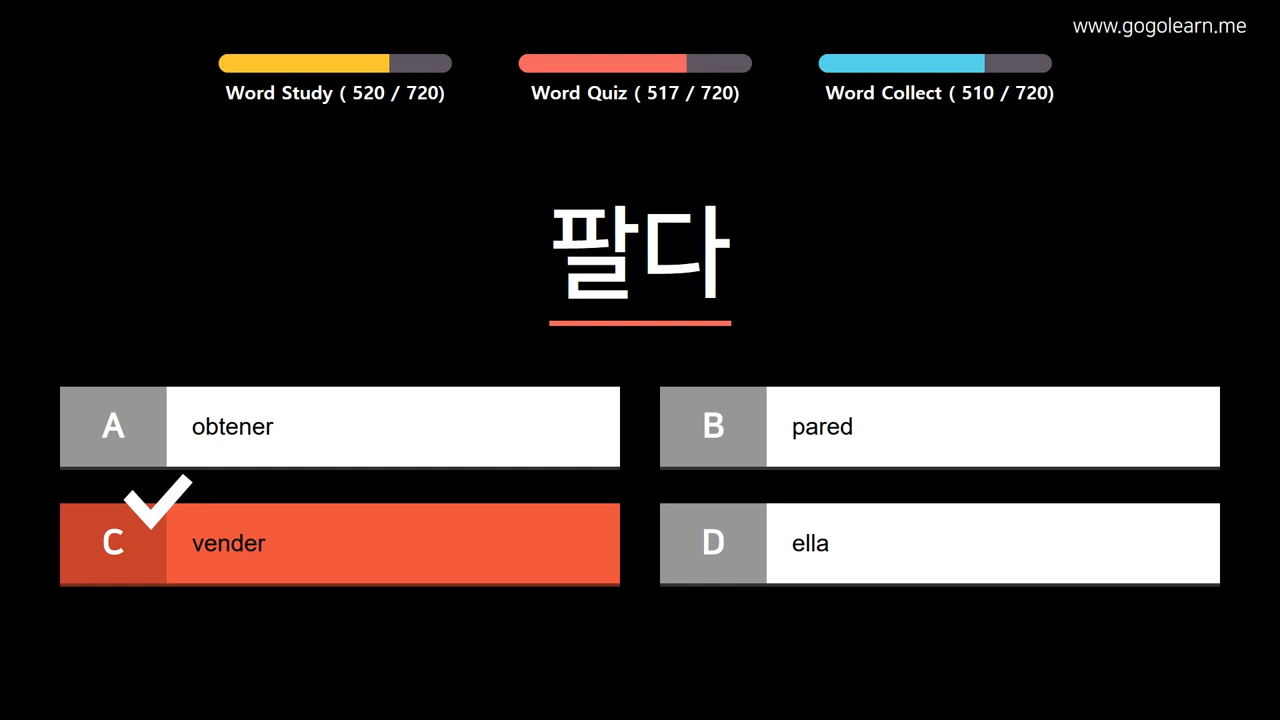 www.gogolearn.me
Word Study ( 520 / 720)
Word Quiz ( 517 / 720)
Word Collect ( 510 / 720)
팔다
A obtener
B pared
C vender
D ella